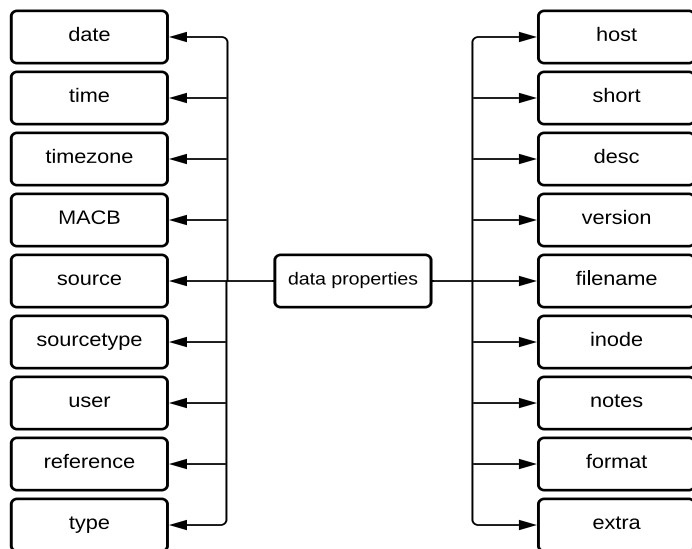 date
time
timezone
MACB
source
sourcetype
user
reference
type
data properties
host
short
desc
version
filename
inode
notes
format
extra